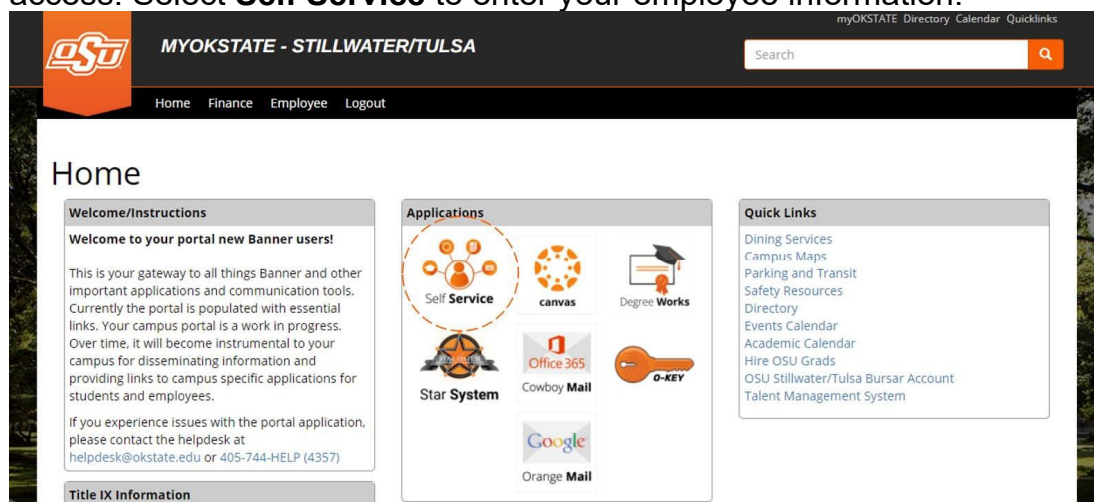 access. Select Self Service to enter your employee information.
myOKSTATE Directory Calendar Quicklinks
OSU
MYOKSTATE - STILLWATER/TULSA
Search
Home Finance Employee Logout
Home
Welcome/Instructions
Welcome to your portal new Banner users!
This is your gateway to all things Banner and other
important applications and communication tools.
Currently the portal is populated with essential
links. Your campus portal is a work in progress.
Over time, it will become instrumental to your
campus for disseminating information and
providing links to campus specific applications for
students and employees.
If you experience issues with the portal application,
please contact the helpdesk at
helpdesk@okstate.edu or 405-744-HELP (4357)
Title IX Information
Applications
Self Service
canvas
Degree Works
STAR SYSTEM
Star System
Office 365
Cowboy Mail
O-KEY
Google
Orange Mail
Quick Links
Dining Services
Campus Maps
Parking and Transit
Safety Resources
Directory
Events Calendar
Academic Calendar
Hire OSU Grads
OSU Stillwater/Tulsa Bursar Account
Talent Management System